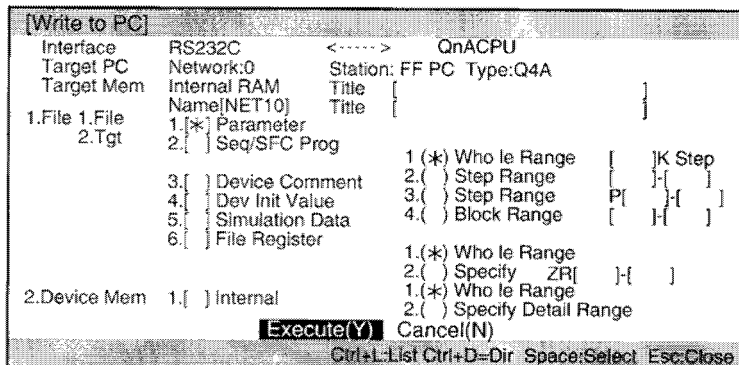 [Write to PC]
Interface RS232C <-----> QnACPU
Target PC Network:0 Station: FF PC Type:Q4A
Target Mem Internal RAM Title [ ]
Name[NET10] Title [ ]
1.File 1.File 1.[*] Parameter
2.Tgt 2.[ ] Seq/SFC Prog
1 (*) Who le Range [ ]K Step
2.( ) Step Range [ ]-[ ]
3.[ ] Device Comment 3.( ) Step Range P[ ]-[ ]
4.[ ] Dev Init Value 4.( ) Block Range [ ]-[ ]
5.[ ] Simulation Data
6.[ ] File Register
1.(*) Who le Range
2.( ) Specify ZR[ ]-[ ]
2.Device Mem 1.[ ] Internal 1.(*) Who le Range
2.( ) Specify Detail Range
Execute(Y) Cancel(N)
Ctrl+L:List Ctrl+D=Dir Space:Select Esc:Close